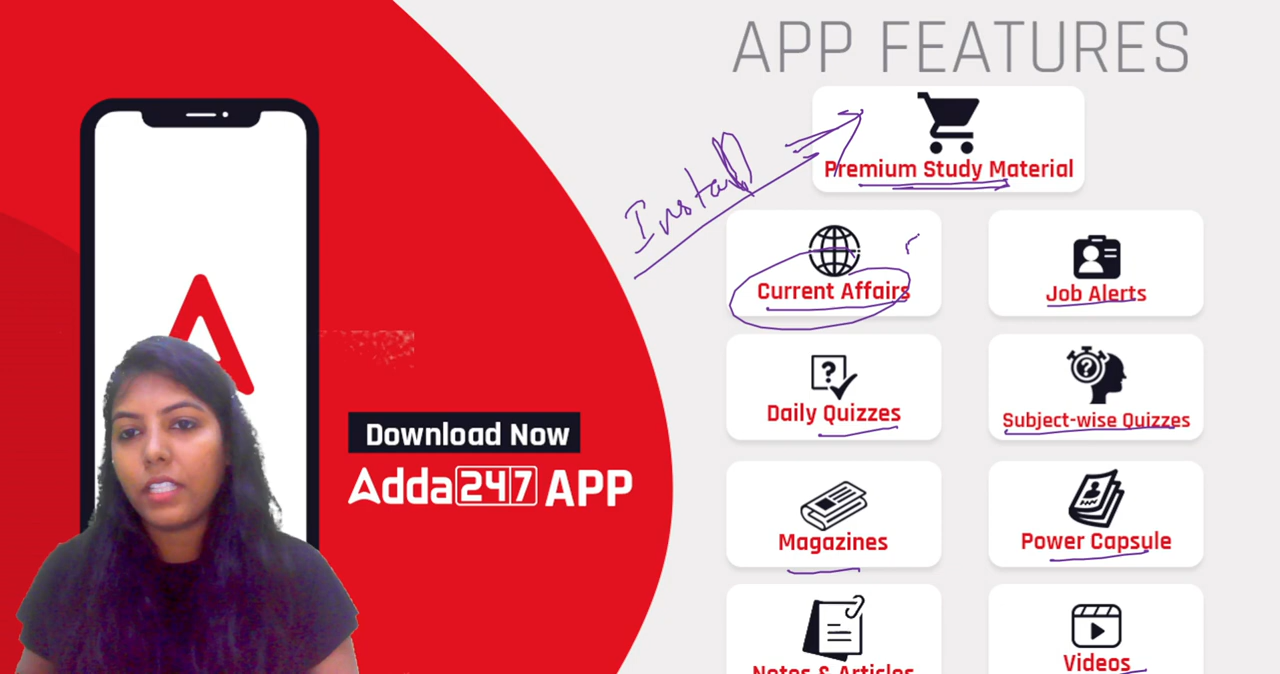 APP FEATURES
Premium Study Material
Install
Current Affairs
Job Alerts
Daily Quizzes
Subject-wise Quizzes
Download Now
Adda247 APP
Magazines
Power Capsule
Notes & Articles
Videos